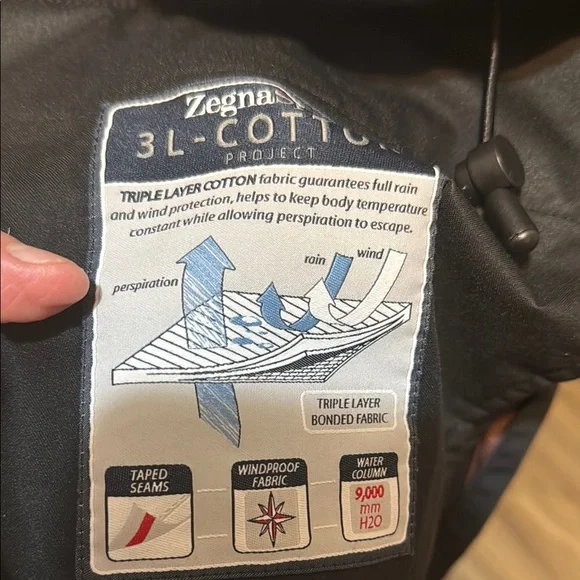 Zegna
3L-COTTON
PROJECT
TRIPLE LAYER COTTON fabric guarantees full rain
and wind protection, helps to keep body temperature
constant while allowing perspiration to escape.
rain
wind
perspiration
TRIPLE LAYER
BONDED FABRIC
TAPED
SEAMS
WINDPROOF
FABRIC
WATER
COLUMN
9,000
mm
H2O